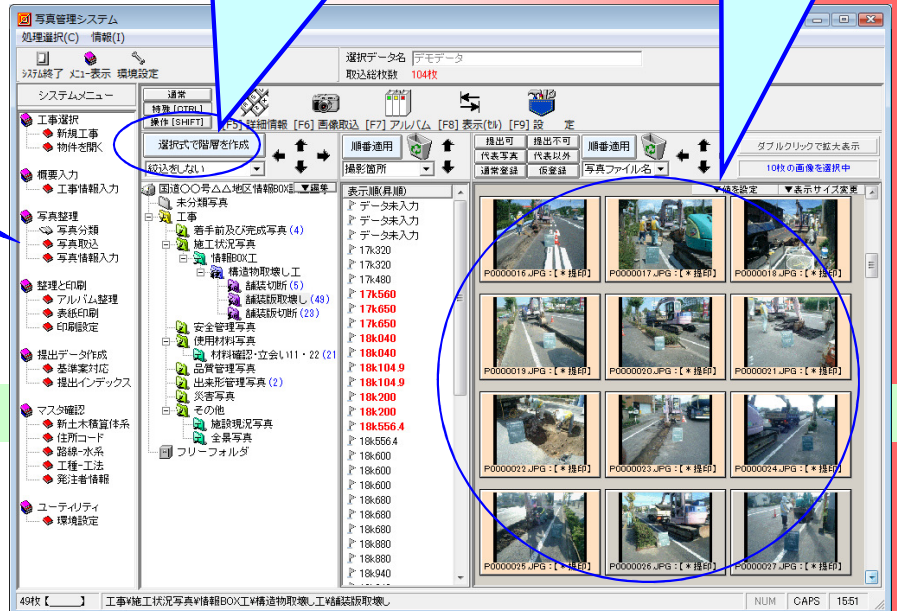 写真管理システム
処理選択(C) 情報(I)
システム終了 メニュー表示 環境設定
選択データ名 デモデータ
取込総枚数 104枚
システムメニュー
工事選択
新規工事
物件を開く
概要入力
工事情報入力
写真整理
写真分類
写真取込
写真情報入力
整理と印刷
アルバム整理
表紙印刷
印刷設定
提出データ作成
基準案対応
提出インデックス
マスタ確認
新土木積算体系
住所コード
路線-水系
工種-工法
発注者情報
ユーティリティ
環境設定
通常
特殊 [CTRL]
操作 [SHIFT]
[F5] 詳細情報 [F6] 画像取込 [F7] アルバム [F8] 表示(セル) [F9] 設 定
選択式で階層を作成
絞込をしない
国道〇〇号△△地区情報BOX
▼編集
未分類写真
工事
着手前及び完成写真 (4)
施工状況写真
情報BOX工
構造物取壊し工
舗装切断 (5)
舗装版取壊し (49)
舗装版切断 (23)
安全管理写真
使用材料写真
材料確認・立会い11・22 (21
品質管理写真
出来形管理写真 (2)
災害写真
その他
施設現況写真
全景写真
フリーフォルダ
順番適用
撮影箇所
表示順(昇順)
データ未入力
データ未入力
データ未入力
17k320
17k320
17k480
17k560
17k650
17k650
18k040
18k040
18k104.9
18k104.9
18k200
18k200
18k556.4
18k556.4
18k600
18k600
18k600
18k680
18k680
18k680
18k880
18k880
18k940
提出可 提出不可
代表写真 代表以外
通常登録 仮登録
順番適用
写真ファイル名
ダブルクリックで拡大表示
10枚の画像を選択中
▼値を設定 ▼表示サイズ変更
P0000016.JPG:[*提印] P0000017.JPG:[*提印] P0000018.JPG:[*提印]
P0000019.JPG:[*提印] P0000020.JPG:[*提印] P0000021.JPG:[*提印]
P0000022.JPG:[*提印] P0000023.JPG:[*提印] P0000024.JPG:[*提印]
P0000025.JPG:[*提印] P0000026.JPG:[*提印] P0000027.JPG:[*提印]
49枚【_____】 工事¥施工状況写真¥情報BOX工¥構造物取壊し工¥舗装版取壊し
NUM CAPS 15:51